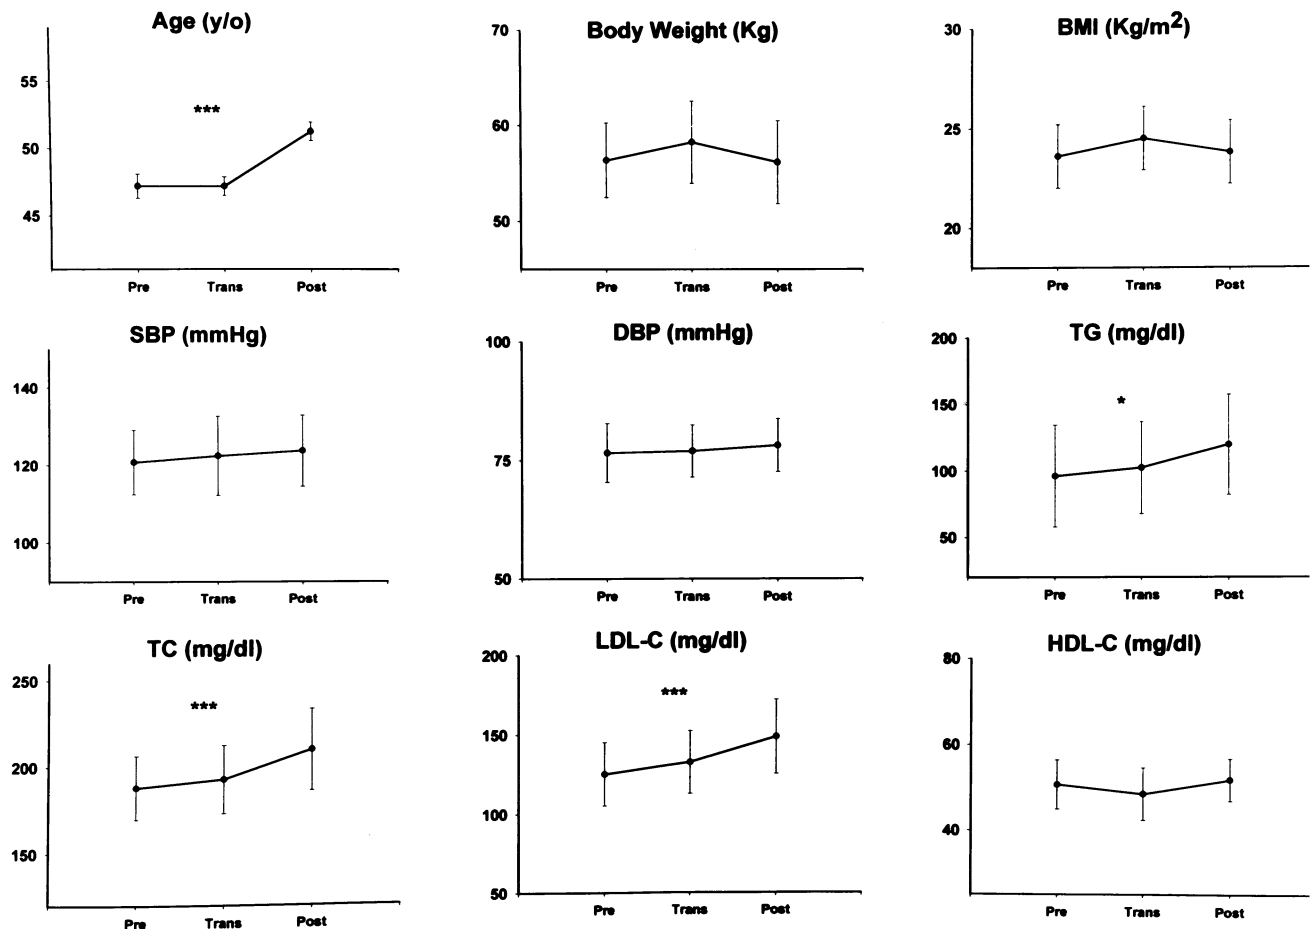 Age (y/o)
55
50
45
***
Pre Trans Post
Body Weight (Kg)
70
60
50
Pre Trans Post
BMI (Kg/m2)
30
25
20
Pre Trans Post
SBP (mmHg)
140
120
100
Pre Trans Post
DBP (mmHg)
100
75
50
Pre Trans Post
TG (mg/dl)
200
150
100
50
*
Pre Trans Post
TC (mg/dl)
250
200
150
***
Pre Trans Post
LDL-C (mg/dl)
200
150
100
50
***
Pre Trans Post
HDL-C (mg/dl)
80
60
40
Pre Trans Post